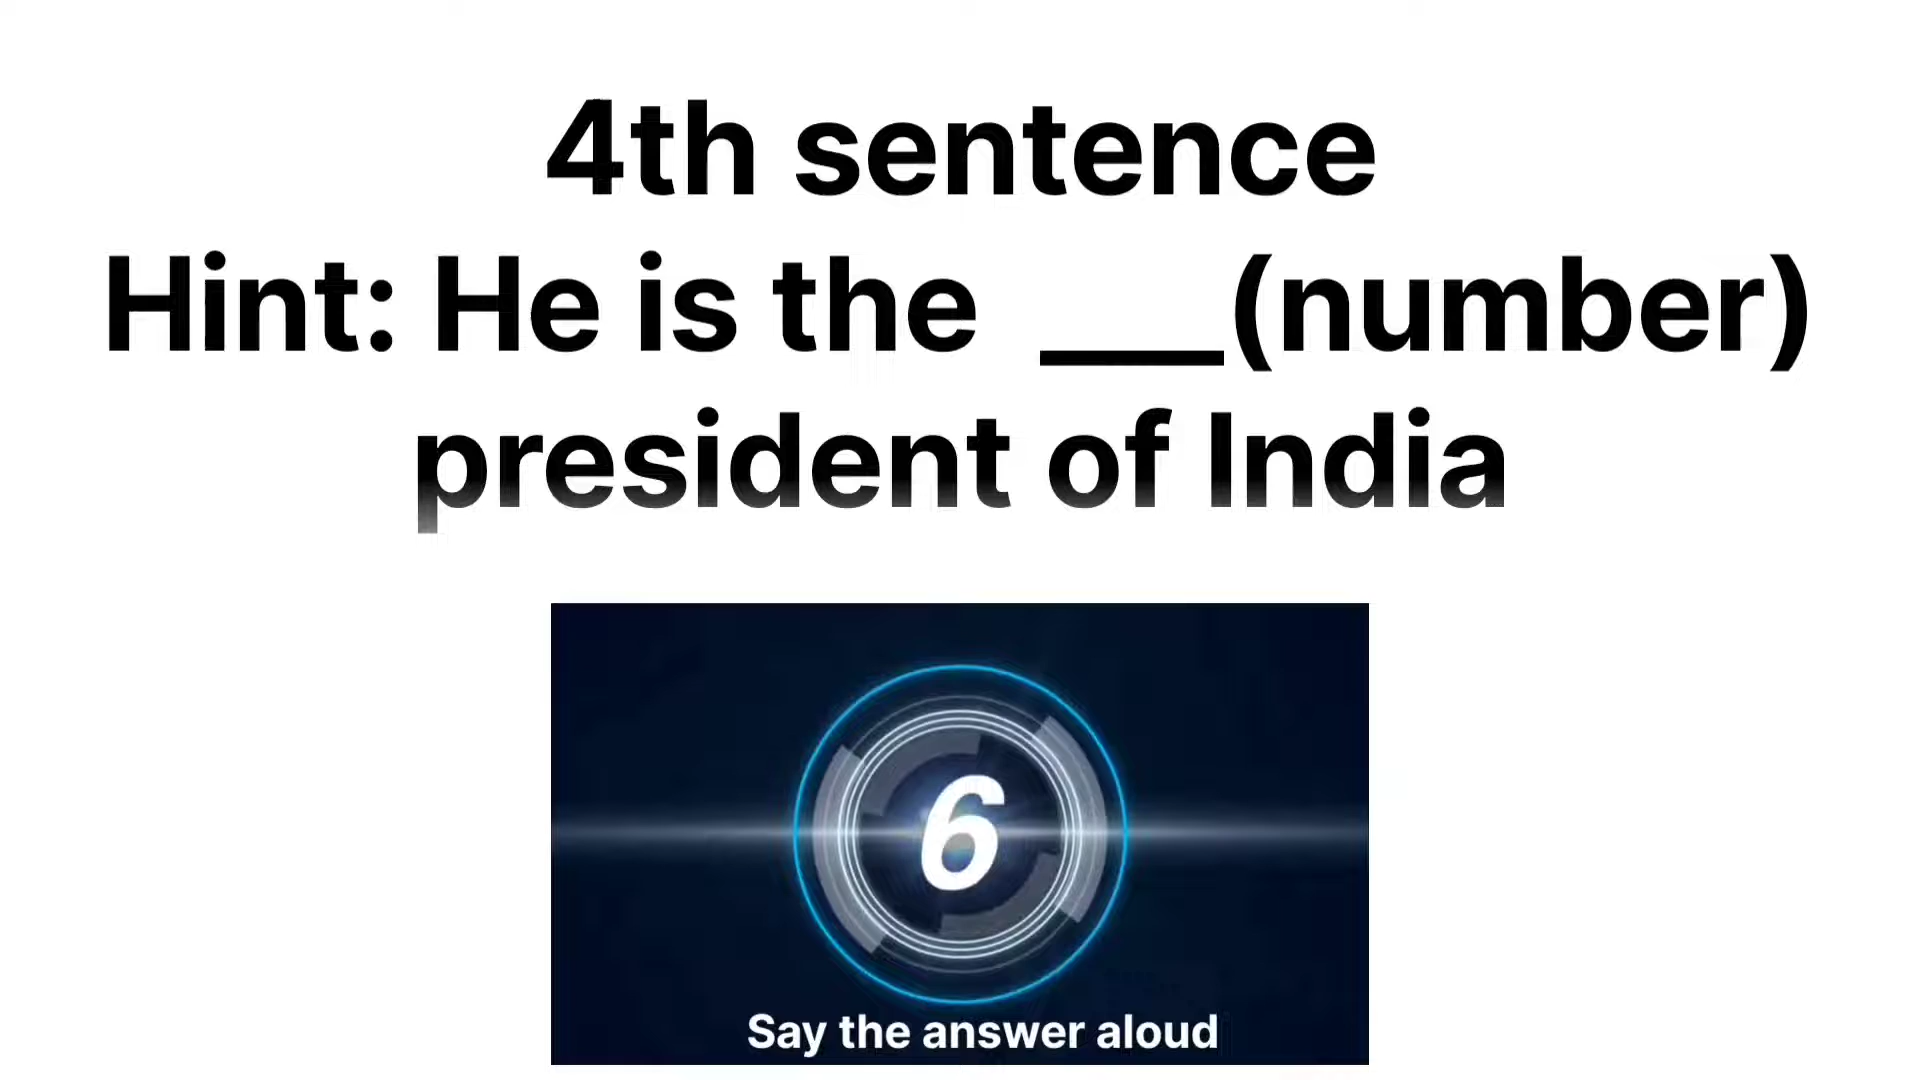 4th sentence
Hint: He is the ___(number)
president of India
6
Say the answer aloud